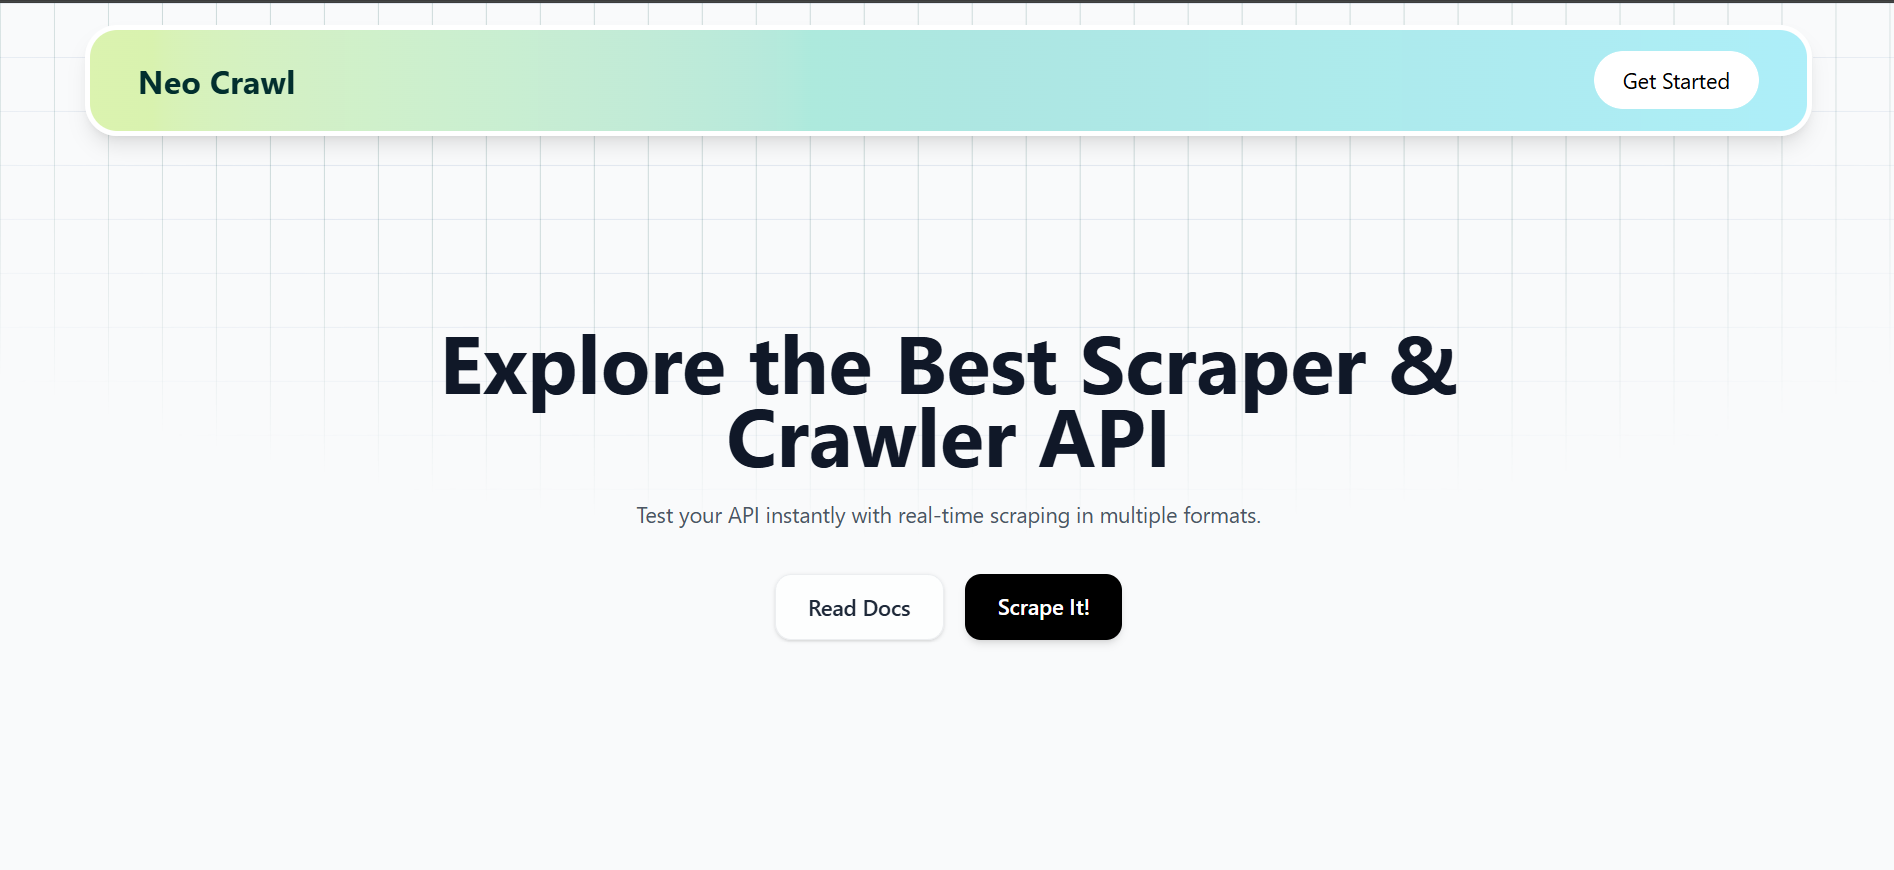 Neo Crawl
Get Started
Explore the Best Scraper &
Crawler API
Test your API instantly with real-time scraping in multiple formats.
Read Docs
Scrape It!